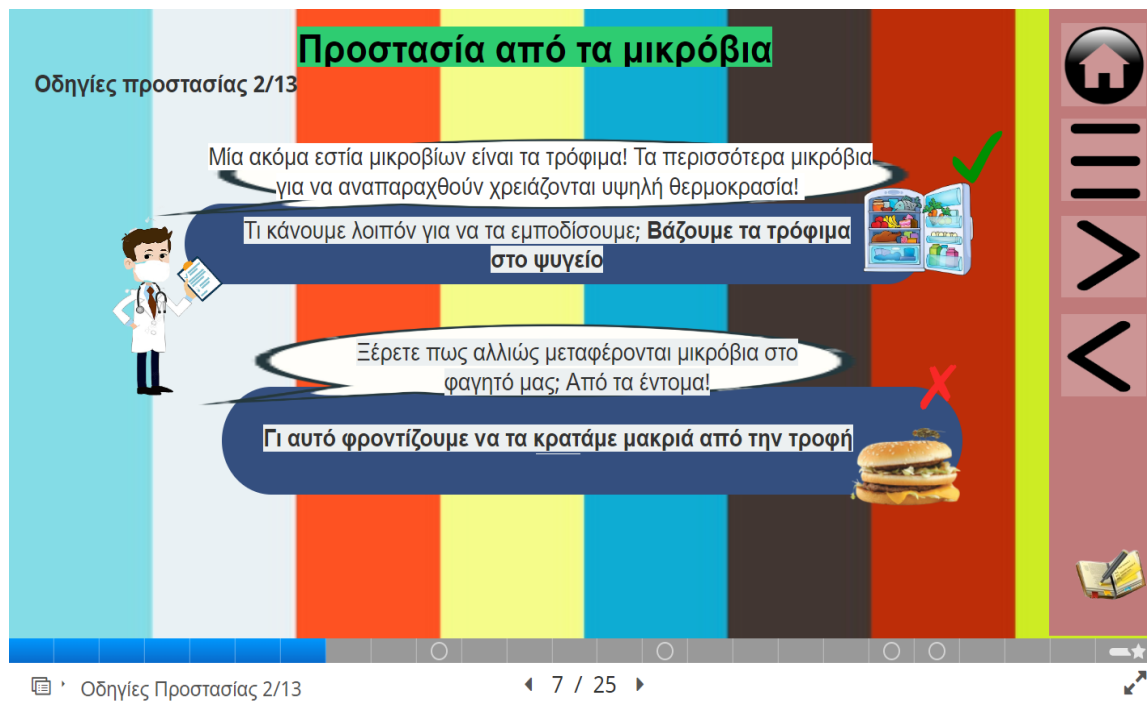 Προστασία από τα μικρόβια
Οδηγίες προστασίας 2/13
Μία ακόμα εστία μικροβίων είναι τα τρόφιμα! Τα περισσότερα μικρόβια
για να αναπαραχθούν χρειάζονται υψηλή θερμοκρασία!
Τι κάνουμε λοιπόν για να τα εμποδίσουμε; Βάζουμε τα τρόφιμα
στο ψυγείο
Ξέρετε πως αλλιώς μεταφέρονται μικρόβια στο
φαγητό μας; Από τα έντομα!
Γι αυτό φροντίζουμε να τα κρατάμε μακριά από την τροφή
Οδηγίες Προστασίας 2/13
7 / 25